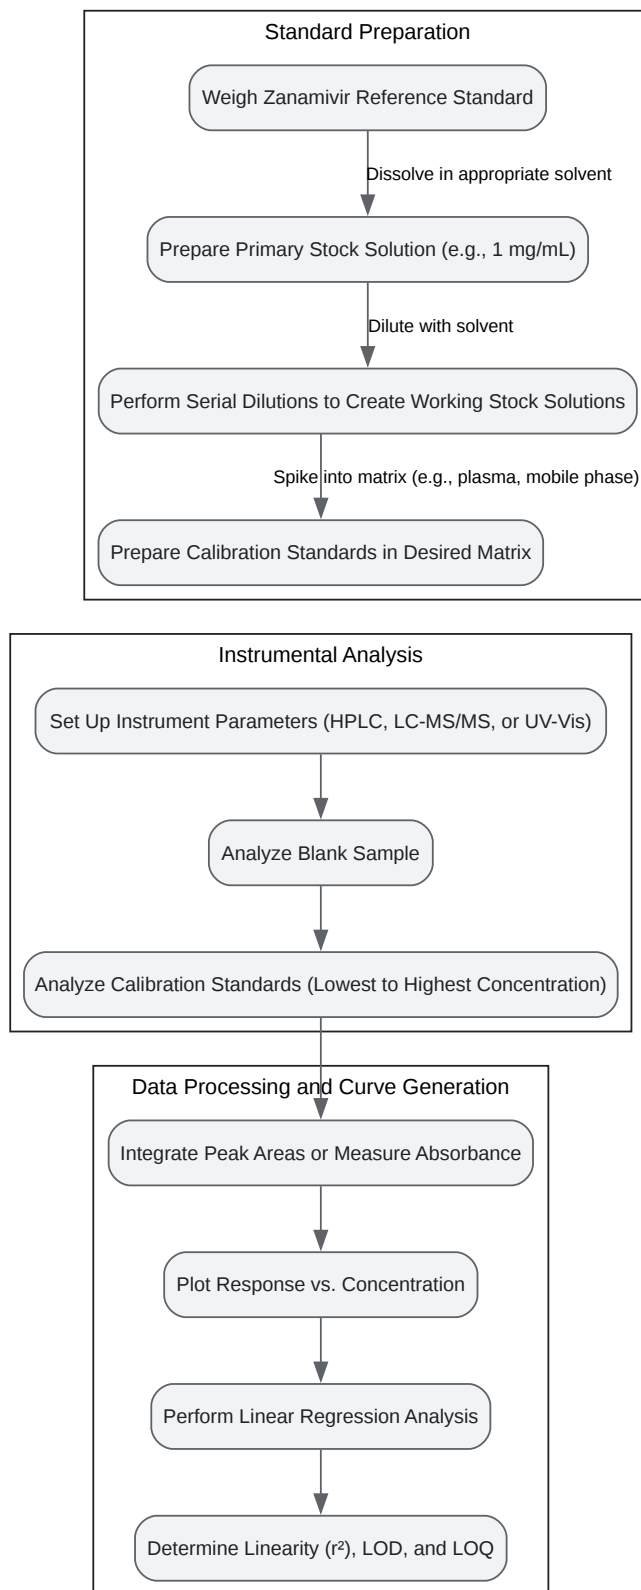 Standard Preparation
Weigh Zanamivir Reference Standard
Dissolve in appropriate solvent
Prepare Primary Stock Solution (e.g., 1 mg/mL)
Dilute with solvent
Perform Serial Dilutions to Create Working Stock Solutions
Spike into matrix (e.g., plasma, mobile phase)
Prepare Calibration Standards in Desired Matrix
Instrumental Analysis
Set Up Instrument Parameters (HPLC, LC-MS/MS, or UV-Vis)
Analyze Blank Sample
Analyze Calibration Standards (Lowest to Highest Concentration)
Data Processing and Curve Generation
Integrate Peak Areas or Measure Absorbance
Plot Response vs. Concentration
Perform Linear Regression Analysis
Determine Linearity (r²), LOD, and LOQ